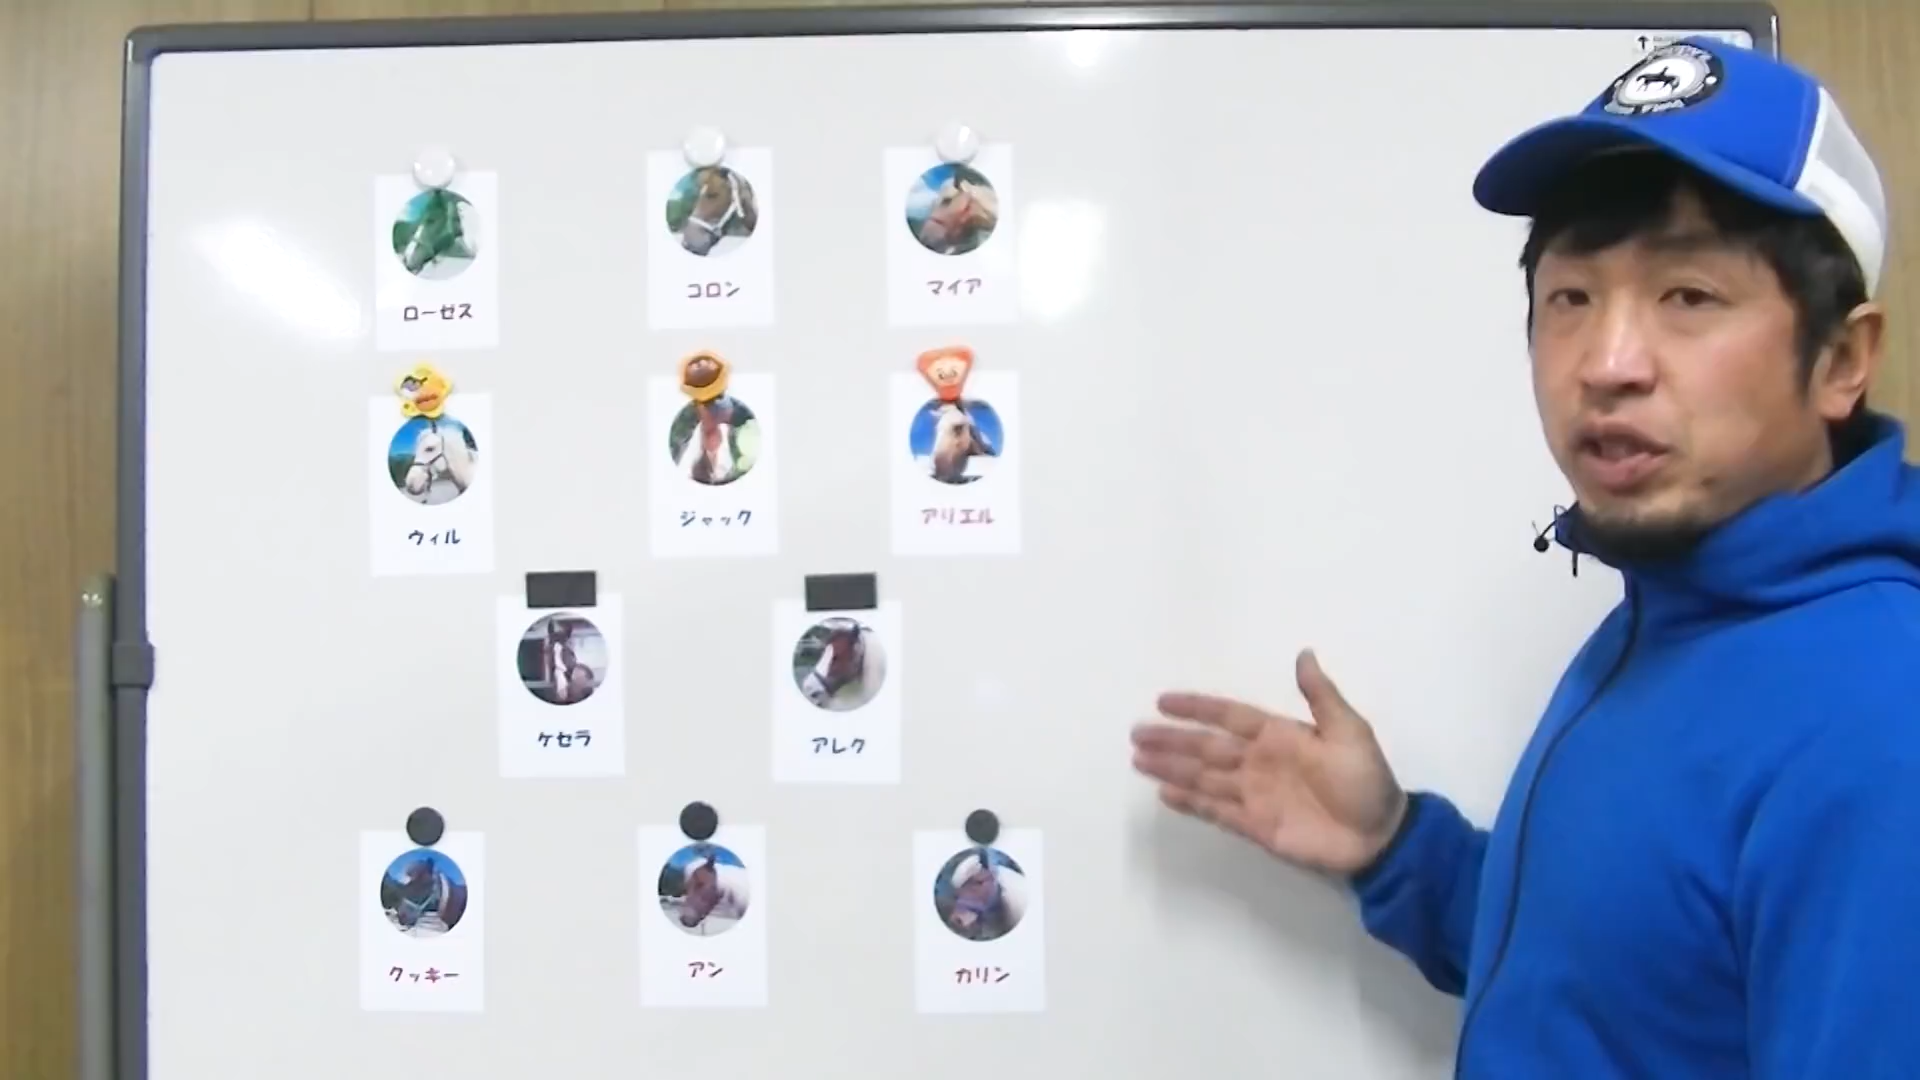 ローゼス
コロン
マイア
ウィル
ジャック
アリエル
ケセラ
アレク
クッキー
アン
カリン